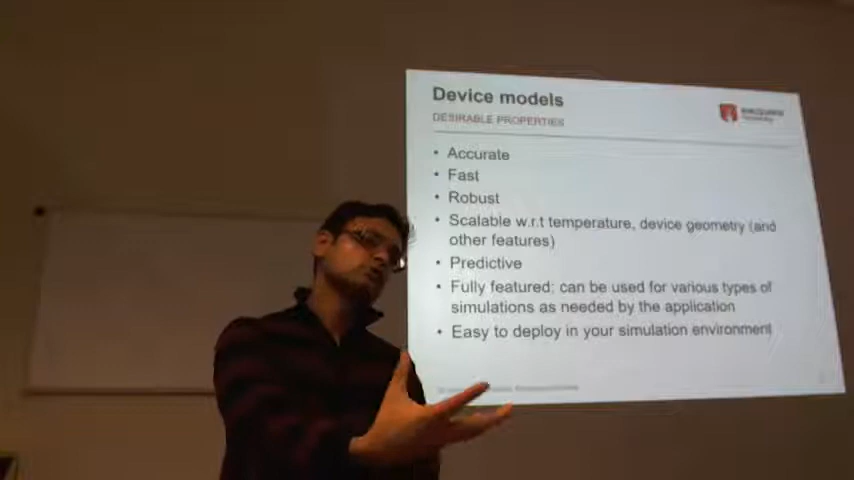 Device models
DESIRABLE PROPERTIES
• Accurate
• Fast
• Robust
• Scalable w.r.t temperature, device geometry (and
other features)
• Predictive
• Fully featured; can be used for various types of
simulations as needed by the application
• Easy to deploy in your simulation environment